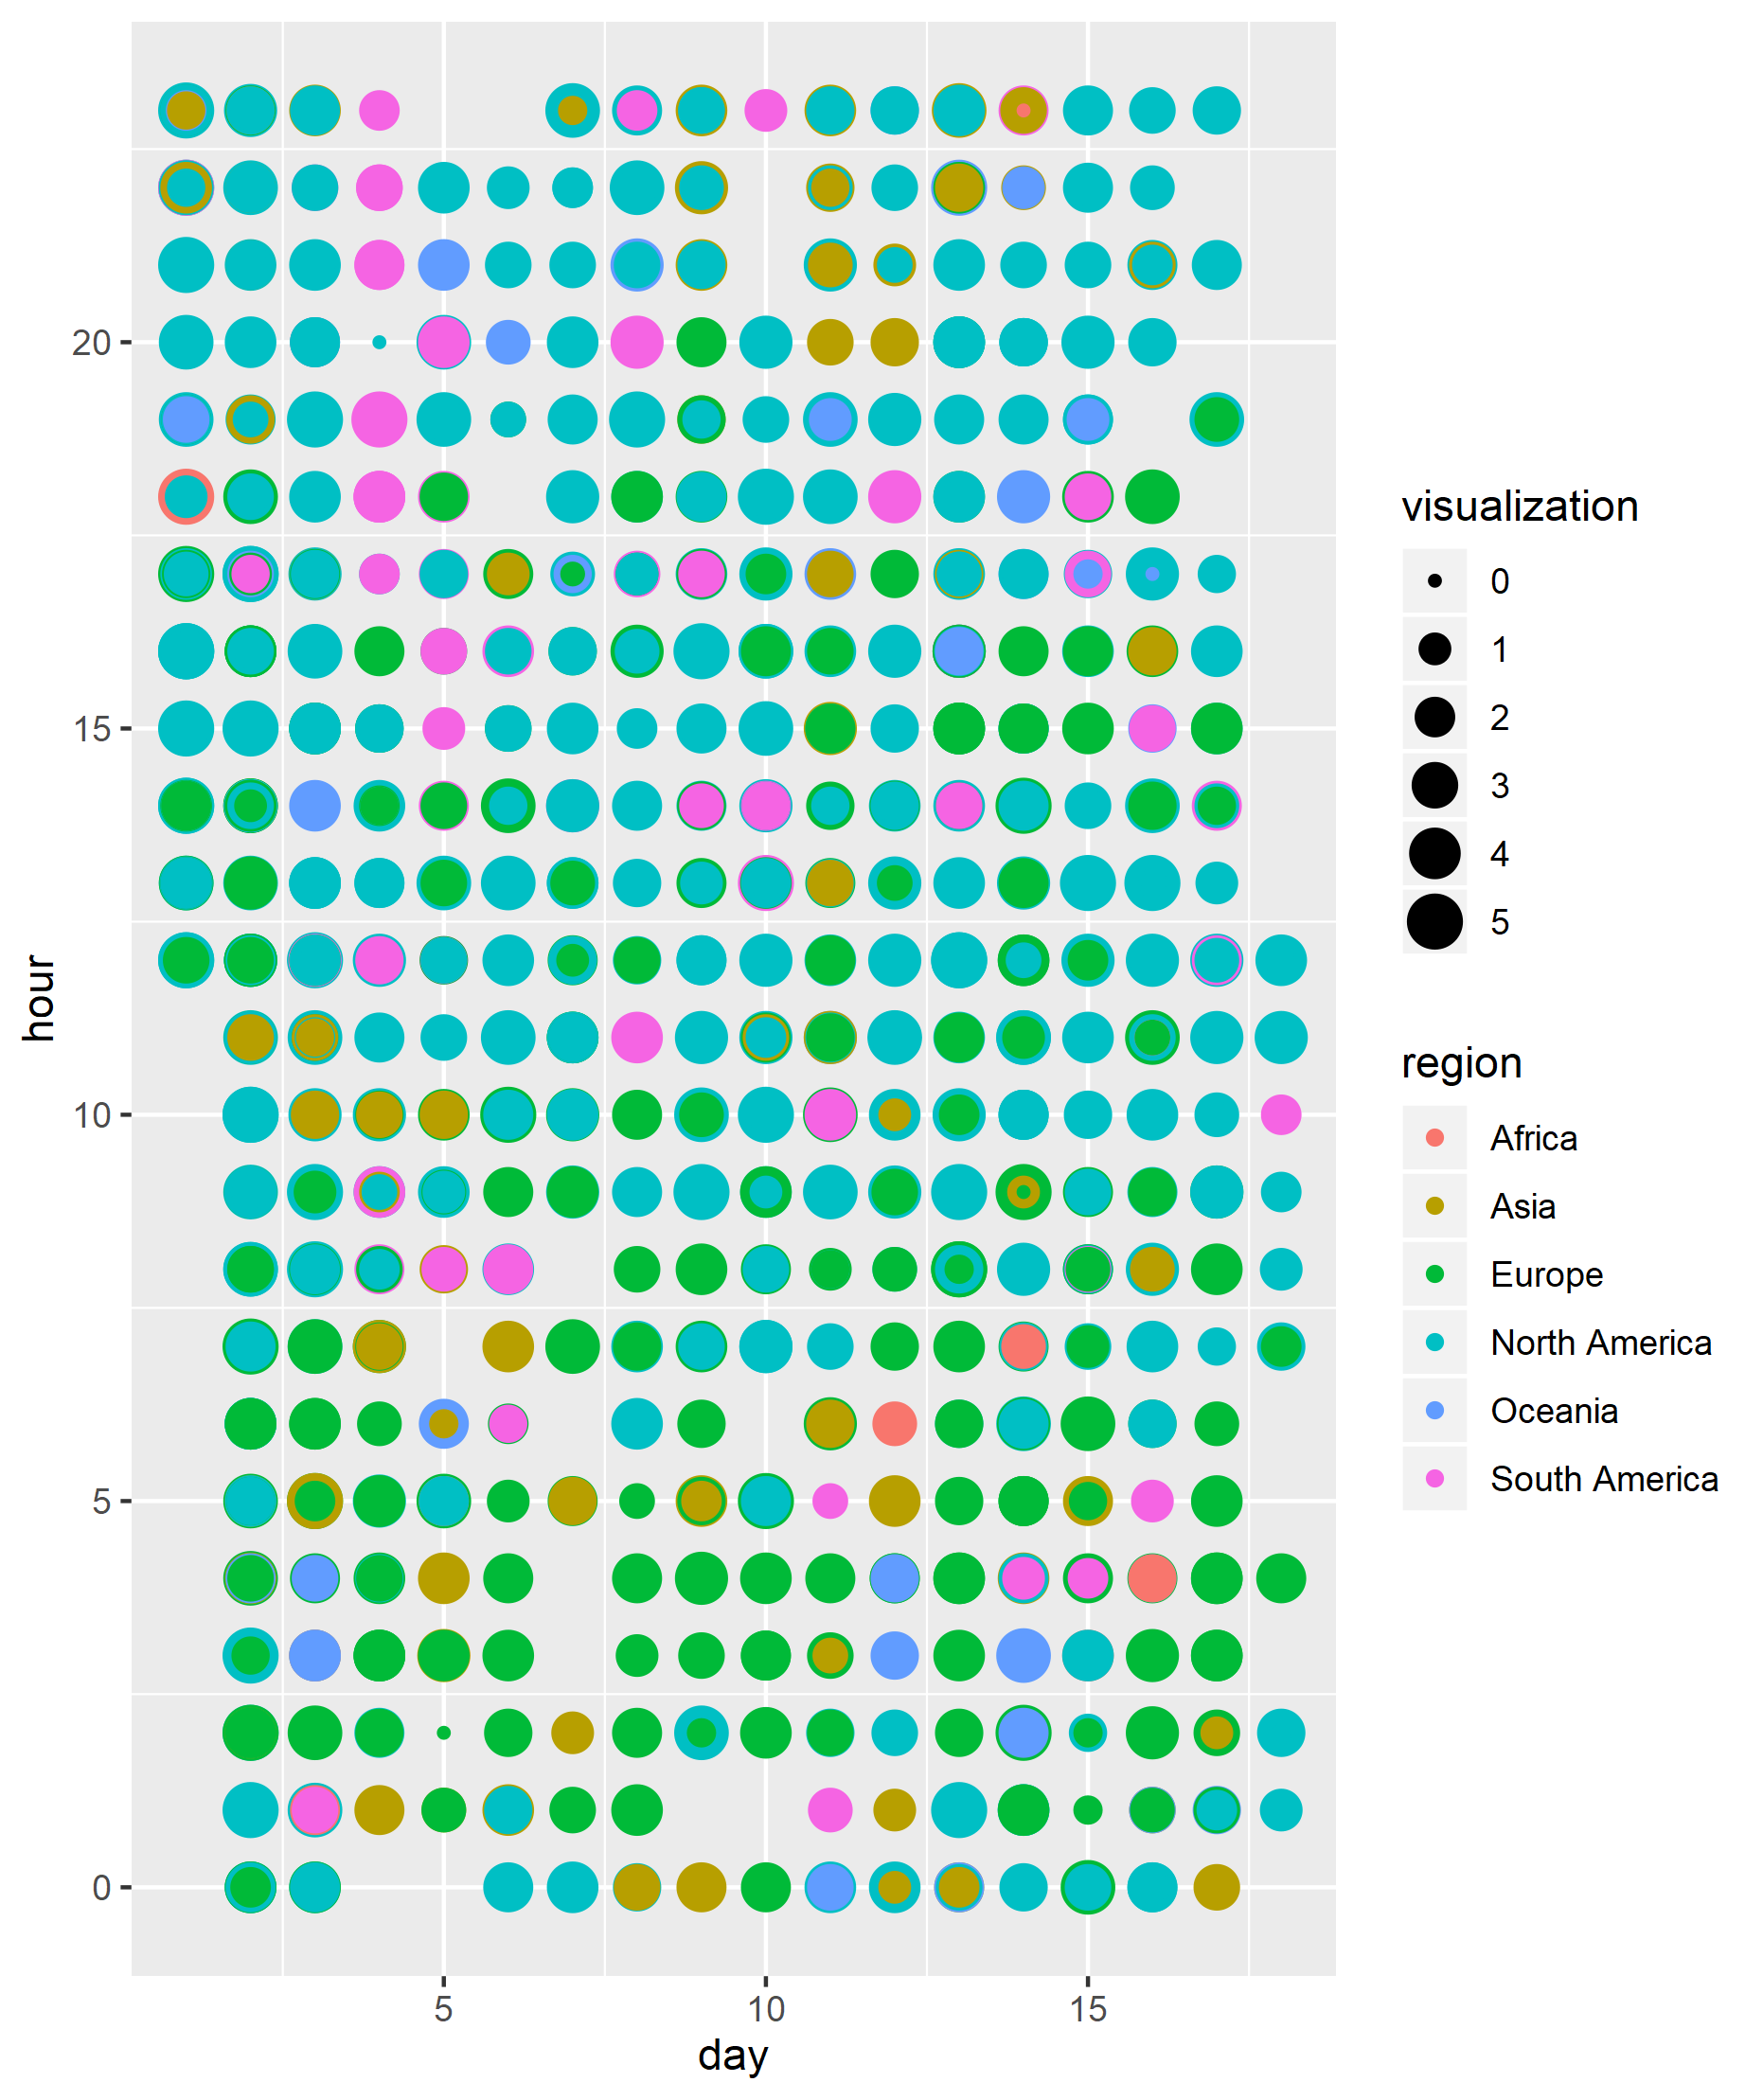 20
15
10
5
0
hour
5 10 15
day
visualization
0
1
2
3
4
5
region
Africa
Asia
Europe
North America
Oceania
South America